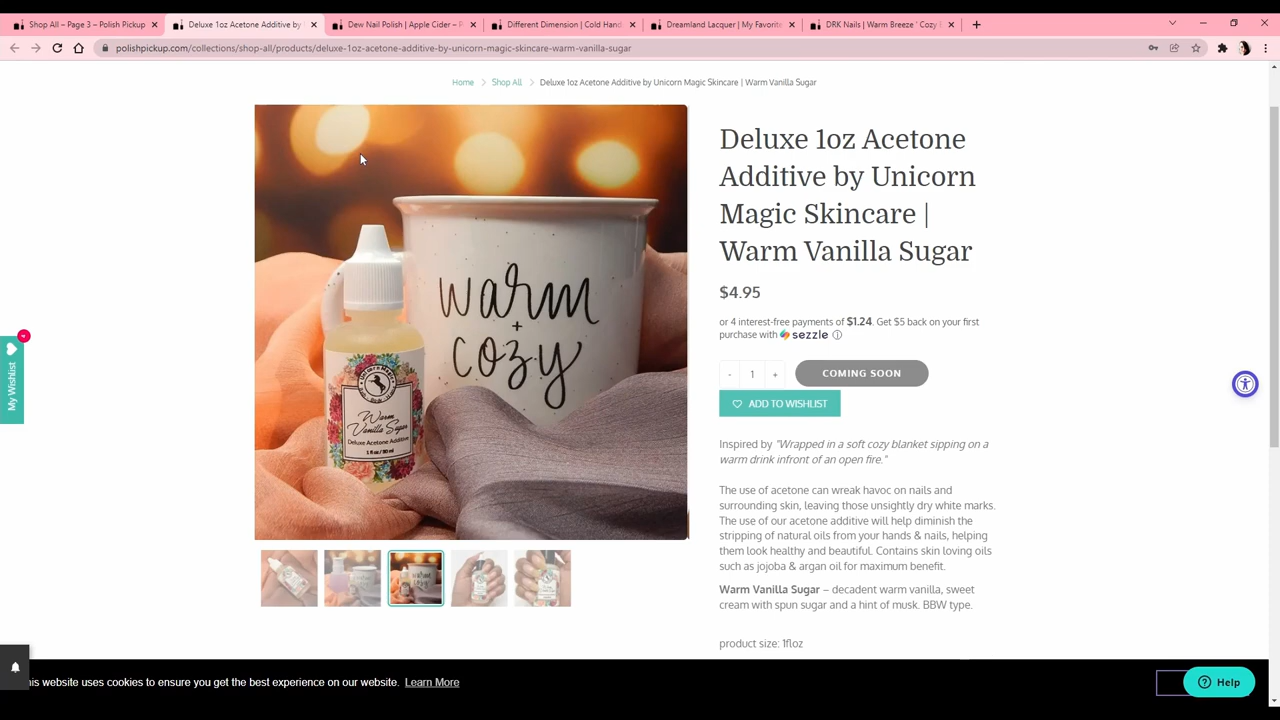 Shop All – Page 3 – Polish Pickup
Deluxe 1oz Acetone Additive by
Dew Nail Polish | Apple Cider –
Different Dimension | Cold Hand
Dreamland Lacquer | My Favorite
DRK Nails | Warm Breeze ' Cozy
polishpickup.com/collections/shop-all/products/deluxe-1oz-acetone-additive-by-unicorn-magic-skincare-warm-vanilla-sugar
Home
Shop All
Deluxe 1oz Acetone Additive by Unicorn Magic Skincare | Warm Vanilla Sugar
warm
+
cozy
Unicorn Magic
Warm
Vanilla Sugar
Deluxe Acetone Additive
1 fl oz / 30 ml
Deluxe 1oz Acetone
Additive by Unicorn
Magic Skincare |
Warm Vanilla Sugar
$4.95
or 4 interest-free payments of $1.24. Get $5 back on your first
purchase with sezzle
- 1 +
COMING SOON
ADD TO WISHLIST
My Wishlist
Inspired by "Wrapped in a soft cozy blanket sipping on a
warm drink infront of an open fire."
The use of acetone can wreak havoc on nails and
surrounding skin, leaving those unsightly dry white marks.
The use of our acetone additive will help diminish the
stripping of natural oils from your hands & nails, helping
them look healthy and beautiful. Contains skin loving oils
such as jojoba & argan oil for maximum benefit.
Warm Vanilla Sugar – decadent warm vanilla, sweet
cream with spun sugar and a hint of musk. BBW type.
product size: 1floz
his website uses cookies to ensure you get the best experience on our website. Learn More
Help